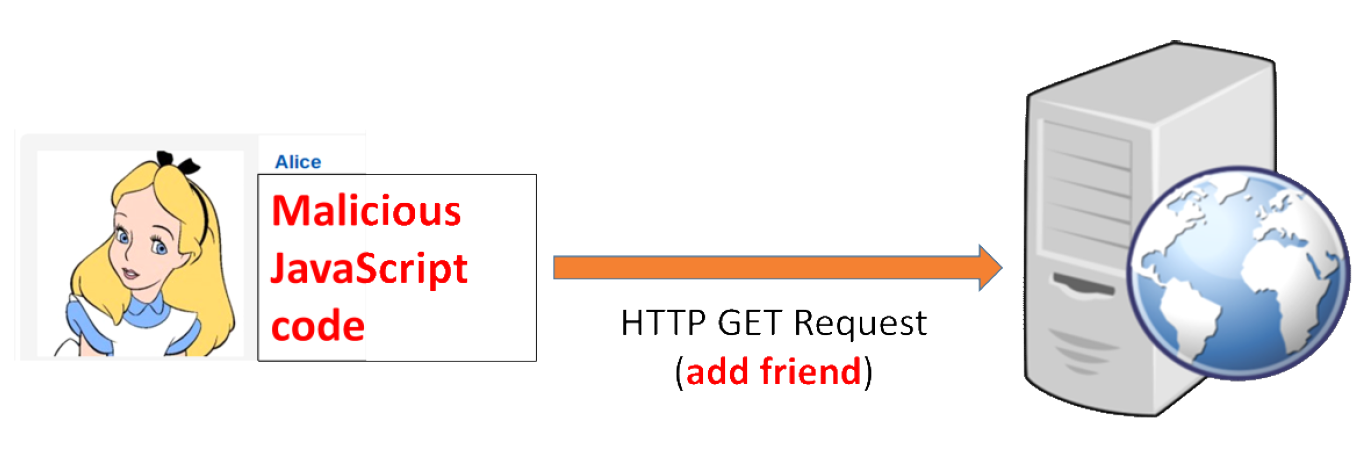 Alice
Malicious
JavaScript
code
HTTP GET Request
(add friend)